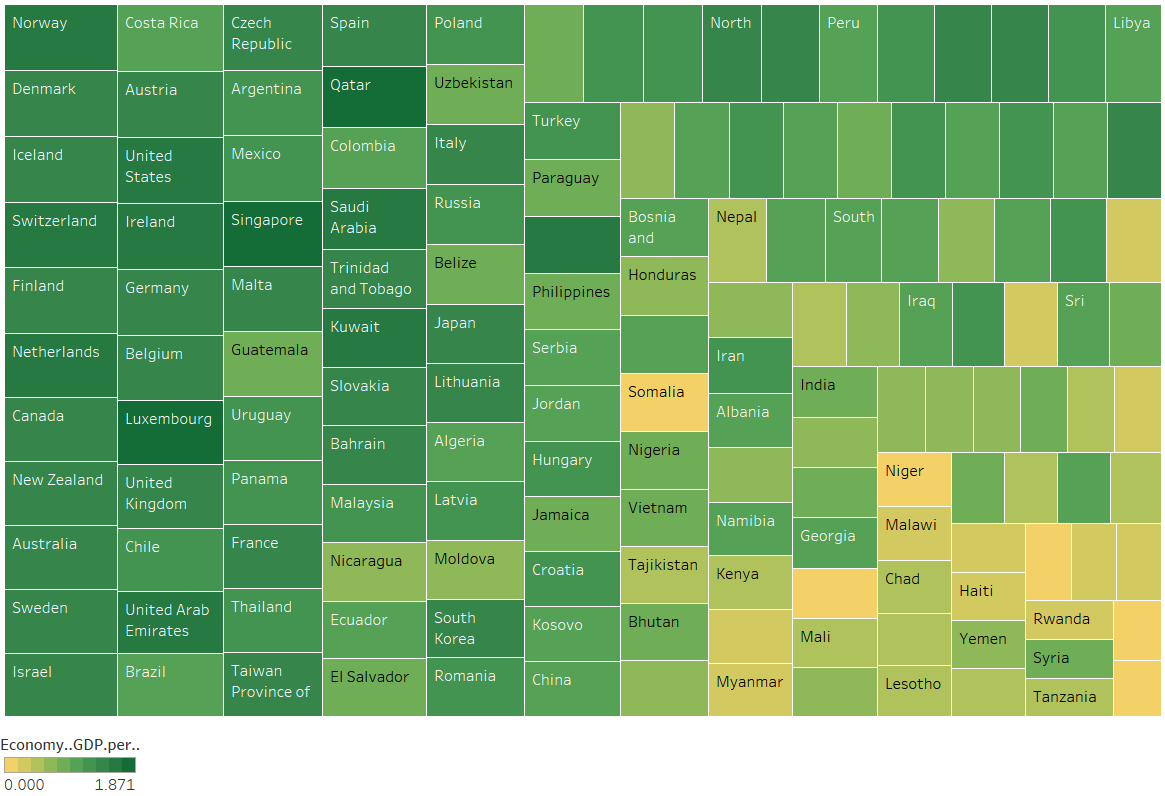 Norway
Denmark
Iceland
Switzerland
Finland
Netherlands
Canada
New Zealand
Australia
Sweden
Israel
Costa Rica
Austria
United
States
Ireland
Germany
Belgium
Luxembourg
United
Kingdom
Chile
United Arab
Emirates
Brazil
Czech
Republic
Argentina
Mexico
Singapore
Malta
Guatemala
Uruguay
Panama
France
Thailand
Taiwan
Province of
Spain
Qatar
Colombia
Saudi
Arabia
Trinidad
and Tobago
Kuwait
Slovakia
Bahrain
Malaysia
Nicaragua
Ecuador
El Salvador
Poland
Uzbekistan
Italy
Russia
Belize
Japan
Lithuania
Algeria
Latvia
Moldova
South
Korea
Romania
North
Peru
Libya
Turkey
Paraguay
Philippines
Serbia
Jordan
Hungary
Jamaica
Croatia
Kosovo
China
Bosnia
and
Honduras
Somalia
Nigeria
Vietnam
Tajikistan
Bhutan
Nepal
South
Iran
Albania
Namibia
Kenya
Myanmar
Iraq
Sri
India
Georgia
Mali
Niger
Malawi
Chad
Lesotho
Haiti
Yemen
Rwanda
Syria
Tanzania
Economy..GDP.per..
0.000
1.871